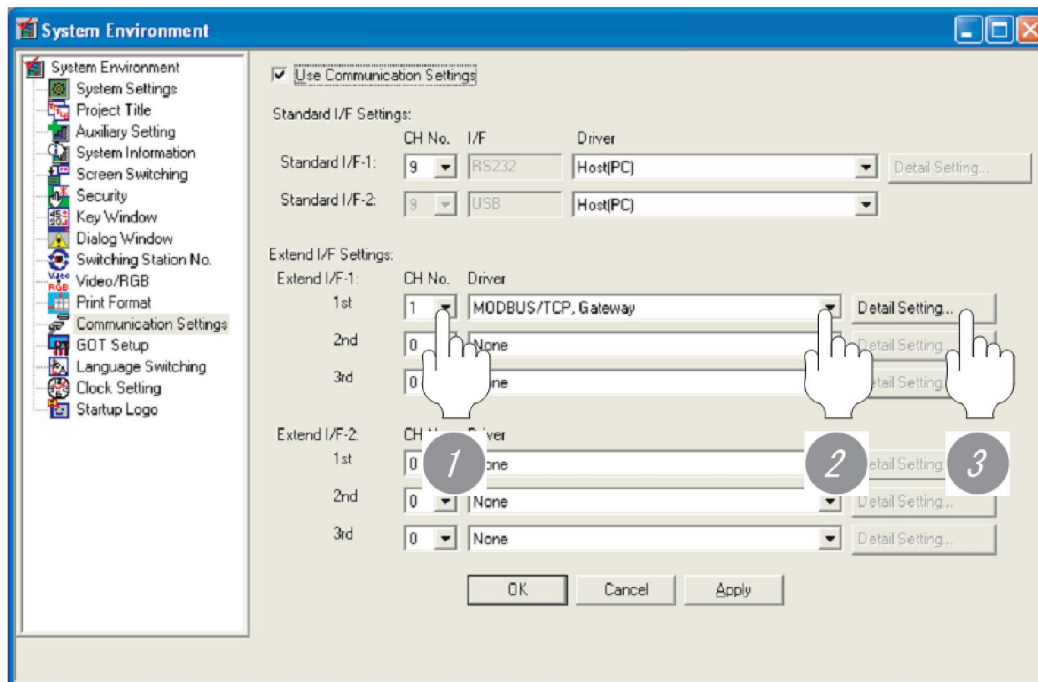 System Environment
System Environment
System Settings
Project Title
Auxiliary Setting
System Information
Screen Switching
Security
Key Window
Dialog Window
Switching Station No.
Video/RGB
Print Format
Communication Settings
GOT Setup
Language Switching
Clock Setting
Startup Logo
Use Communication Settings
Standard I/F Settings:
CH No. I/F Driver
Standard I/F-1: 9 RS232 Host(PC) Detail Setting...
Standard I/F-2: 9 USB Host(PC)
Extend I/F Settings:
Extend I/F-1: CH No. Driver
1st 1 MODBUS/TCP, Gateway Detail Setting...
2nd 0 None Setting...
3rd 0 Setting...
Extend I/F-2: CH
1st 0 Setting
2nd 0 None Detail Setting...
3rd 0 None Detail Setting...
1 2 3
OK Cancel Apply